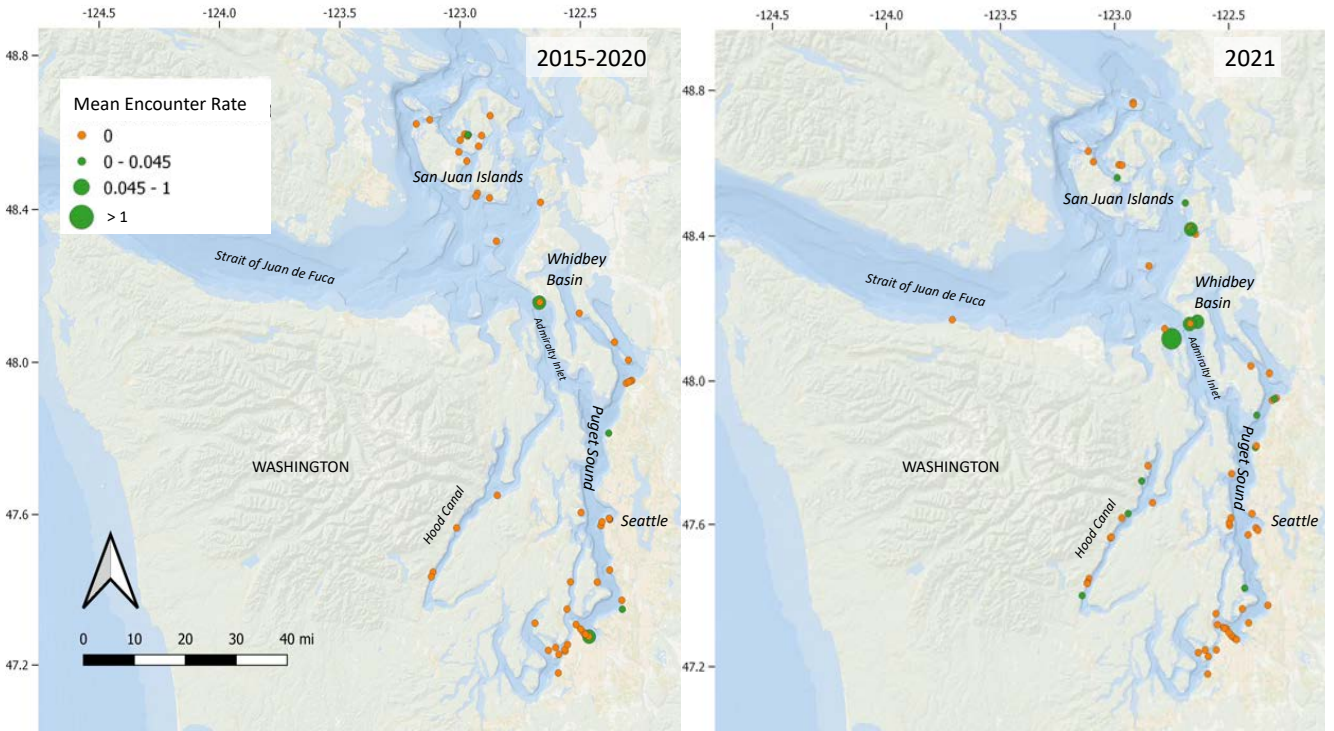 -124.5 -124.0 -123.5 -123.0 -122.5
48.8
48.4
48.0
47.6
47.2
2015-2020
Mean Encounter Rate
0
0 - 0.045
0.045 - 1
> 1
San Juan Islands
Strait of Juan de Fuca
Whidbey
Basin
Admiralty Inlet
Puget Sound
WASHINGTON
Hood Canal
Seattle
0 10 20 30 40 mi
-124.5 -124.0 -123.5 -123.0 -122.5
48.8
48.4
48.0
47.6
47.2
2021
San Juan Islands
Strait of Juan de Fuca
Whidbey
Basin
Admiralty Inlet
Puget Sound
WASHINGTON
Hood Canal
Seattle